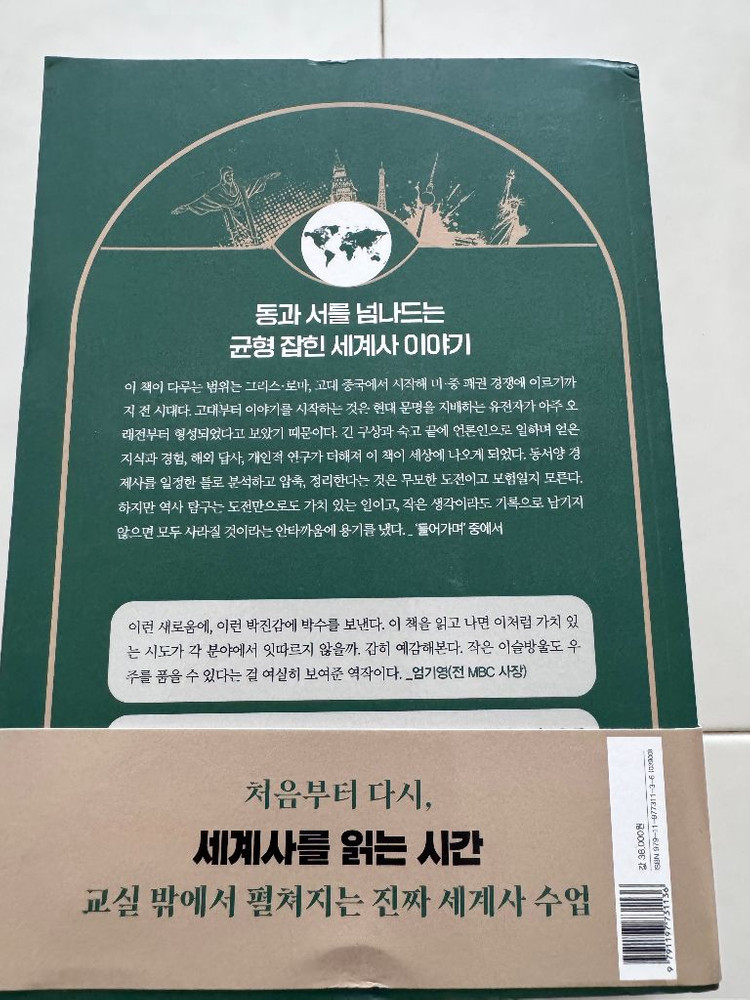 동과 서를 넘나드는
균형 잡힌 세계사 이야기
이 책이 다루는 범위는 그리스·로마, 고대 중국에서 시작해 미·중 패권 경쟁에 이르기까
지 전 시대다. 고대부터 이야기를 시작하는 것은 현대 문명을 지배하는 유전자가 아주 오
래전부터 형성되었다고 보았기 때문이다. 긴 구상과 숙고 끝에 언론인으로 일하며 얻은
지식과 경험, 해외 답사, 개인적 연구가 더해져 이 책이 세상에 나오게 되었다. 동서양 경
제사를 일정한 틀로 분석하고 압축, 정리한다는 것은 무모한 도전이고 모험일지 모른다.
하지만 역사 탐구는 도전만으로도 가치 있는 일이고, 작은 생각이라도 기록으로 남기지
않으면 모두 사라질 것이라는 안타까움에 용기를 냈다. _ '들어가며' 중에서
이런 새로움에, 이런 박진감에 박수를 보낸다. 이 책을 읽고 나면 이처럼 가치 있
는 시도가 각 분야에서 잇따르지 않을까. 감히 예감해본다. 작은 이슬방울도 우
주를 품을 수 있다는 걸 여실히 보여준 역작이다. _엄기영(전 MBC 사장)
처음부터 다시,
세계사를 읽는 시간
교실 밖에서 펼쳐지는 진짜 세계사 수업
값 38,000원
ISBN 979-11-977311-3-6 (03900)
9 791197 731136